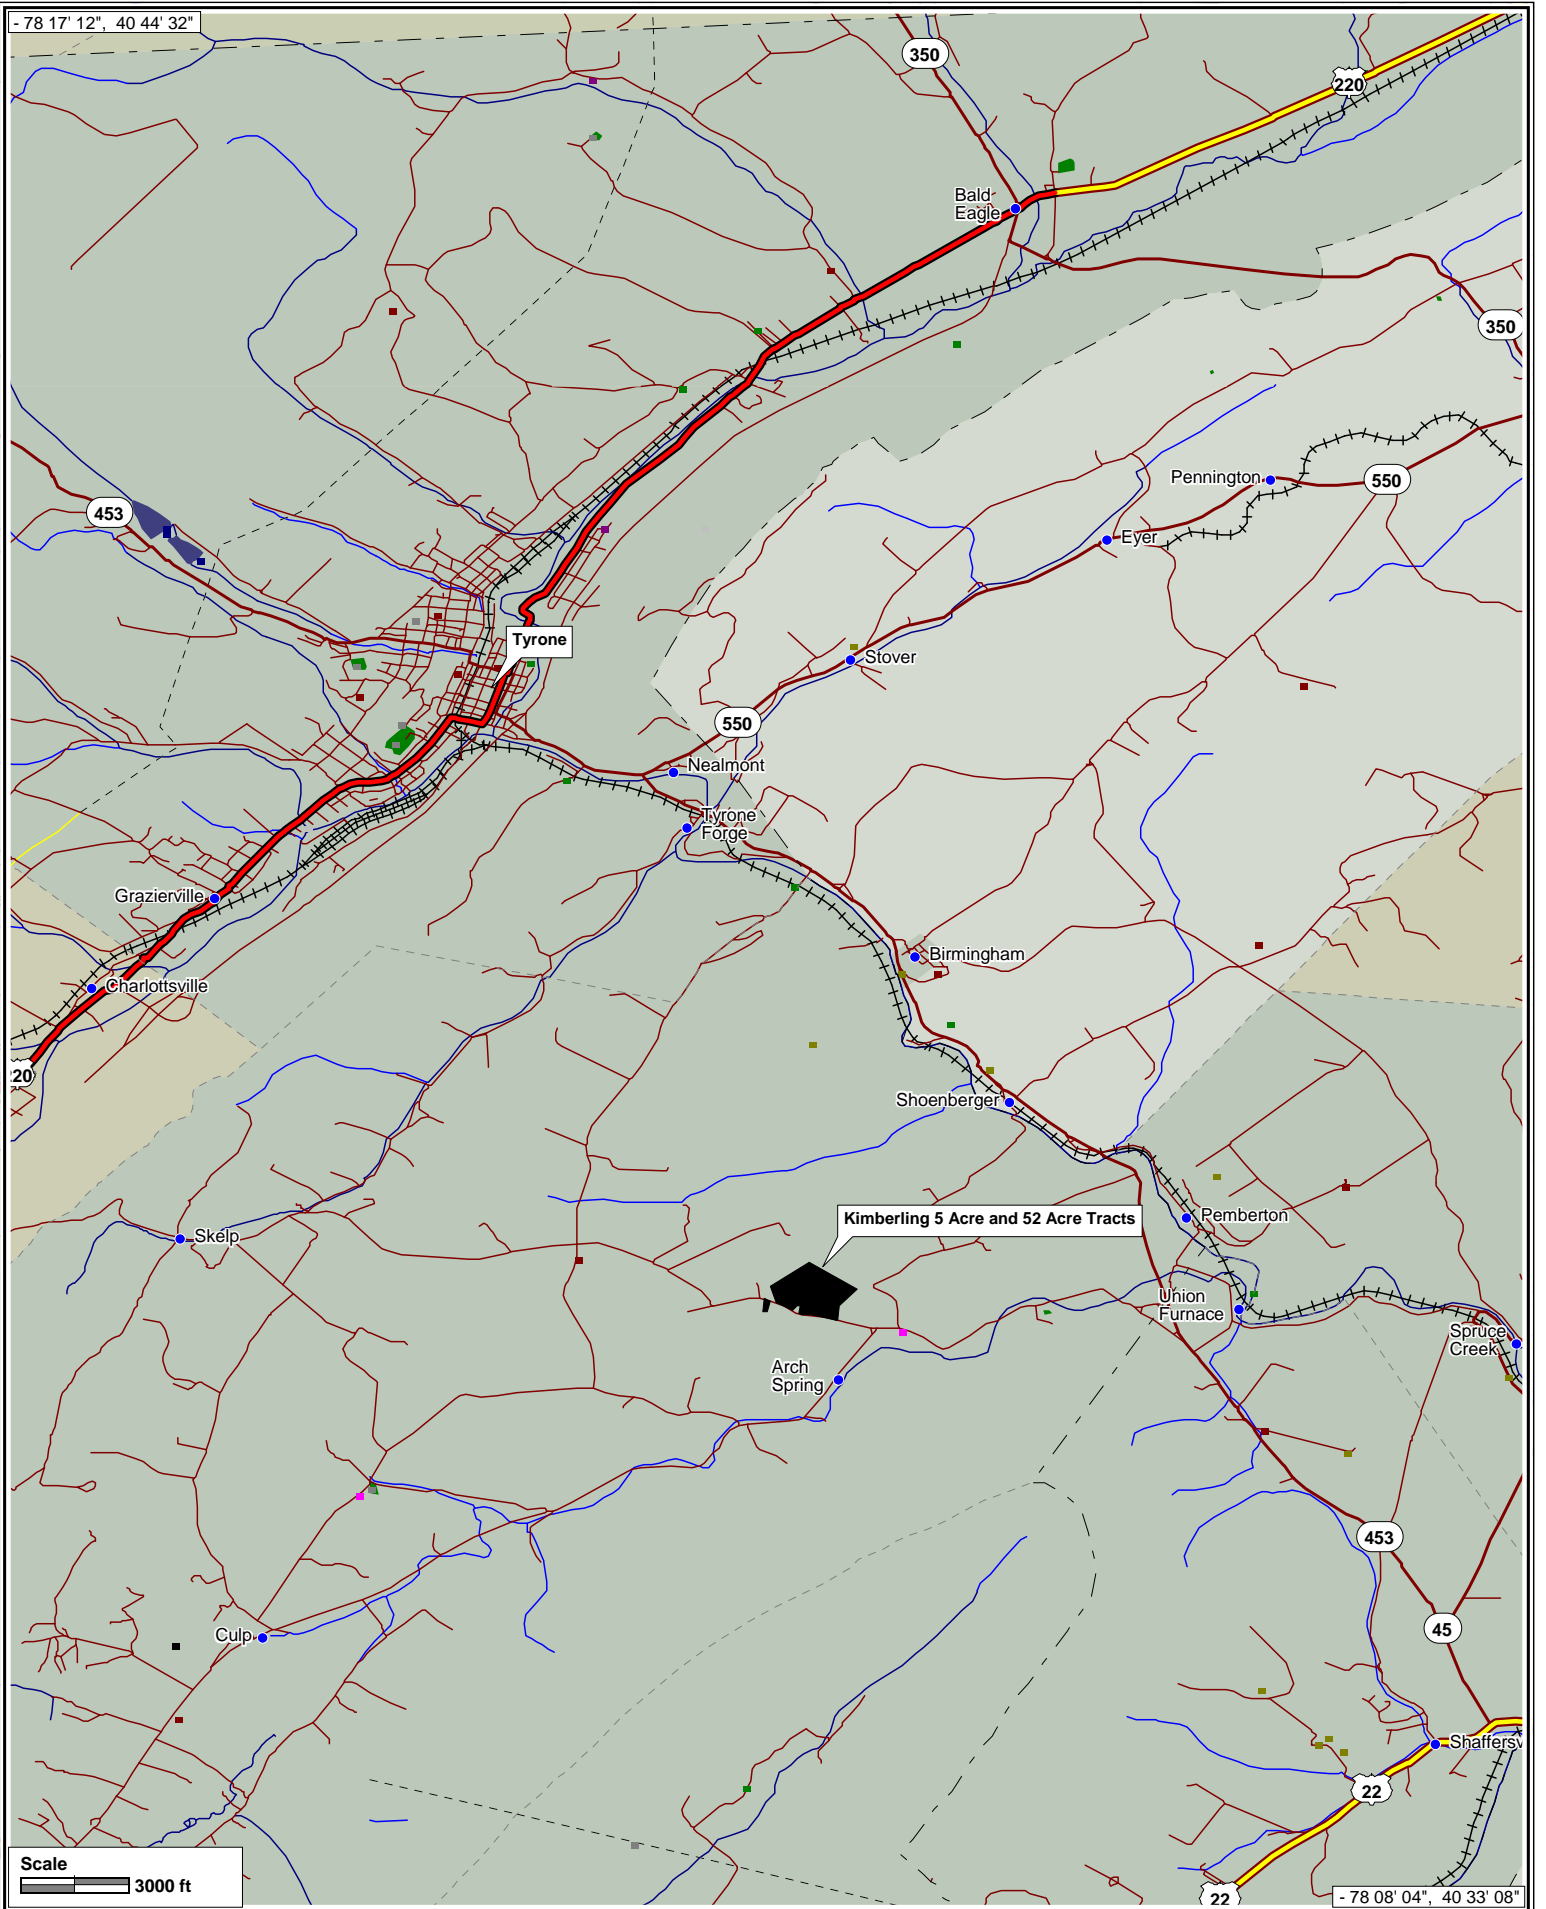 - 78 17' 12", 40 44' 32"
350
220
Bald
Eagle
350
Pennington
550
453
Eyer
Tyrone
Stover
550
Nealmont
Tyrone
Forge
Grazierville
Birmingham
Charlottsville
20
Shoenberger
Kimberling 5 Acre and 52 Acre Tracts
Pemberton
Skelp
Union
Furnace
Spruce
Creek
Arch
Spring
453
45
Culp
Shaffersv
22
Scale
3000 ft
22
- 78 08' 04", 40 33' 08"